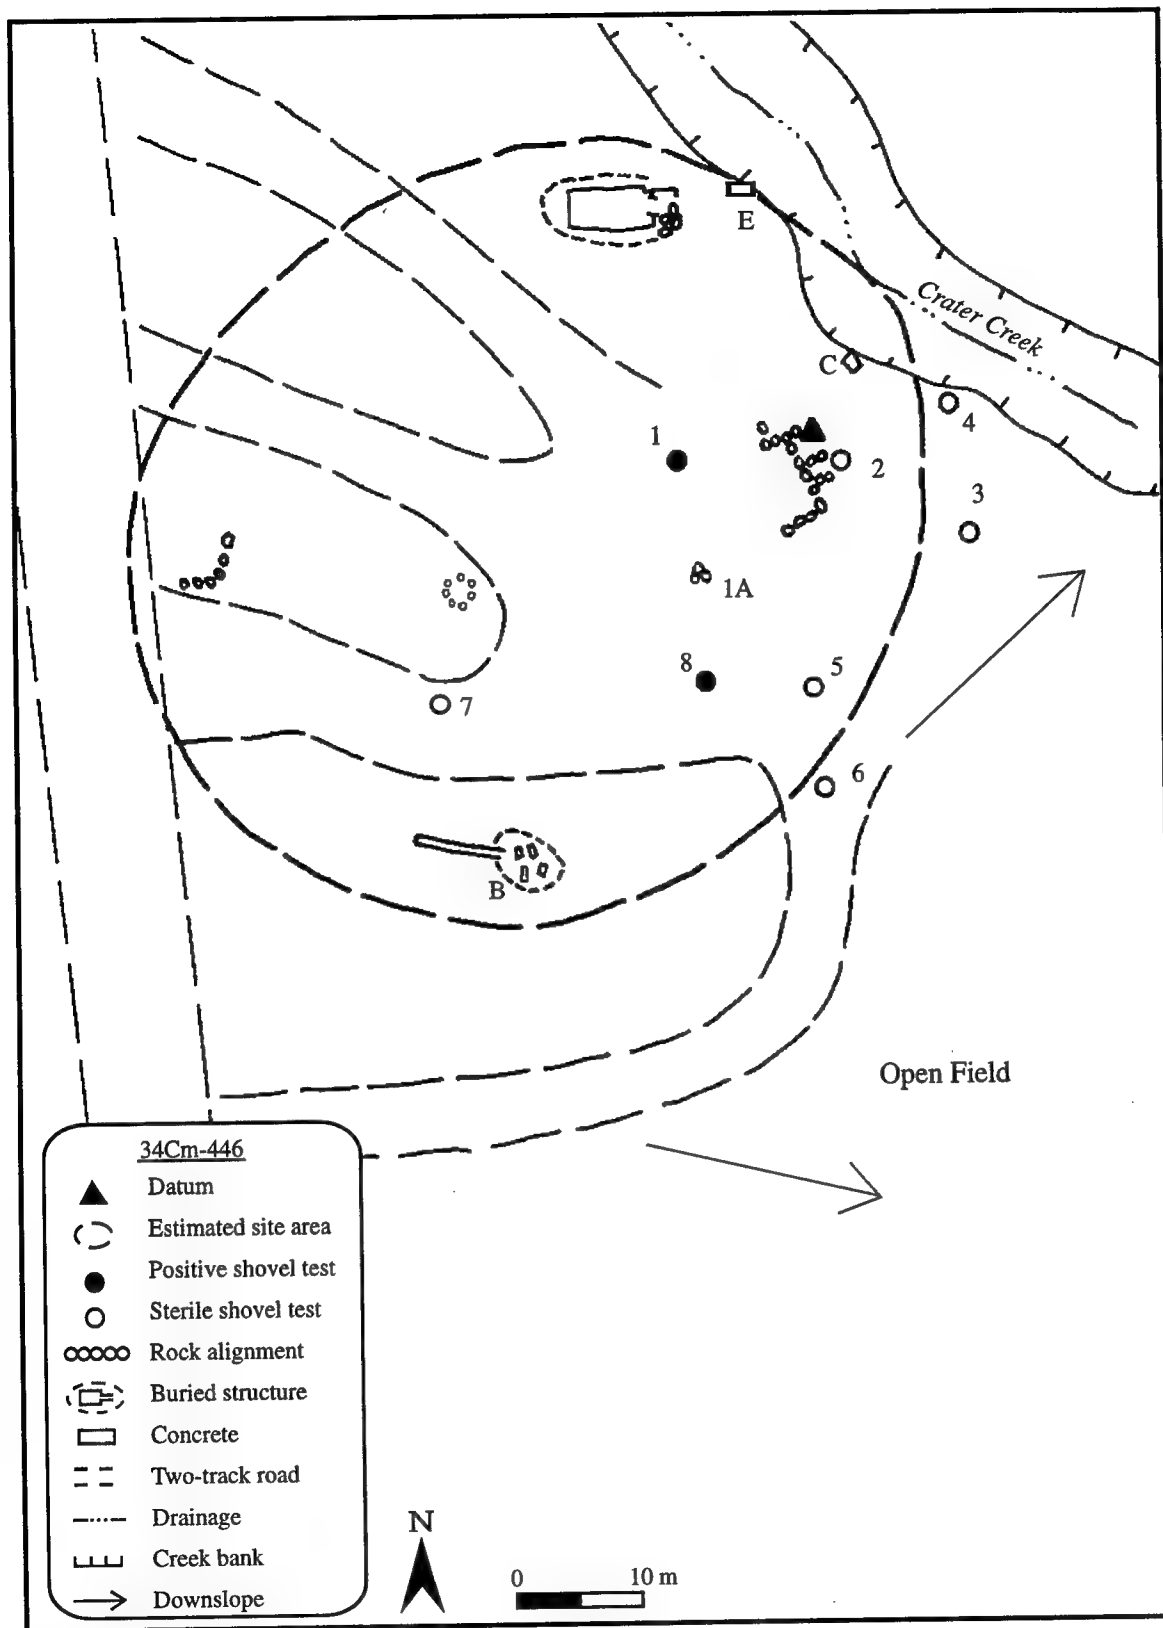 E
Crater Creek
C
4
1
2
3
1A
8
5
7
6
B
Open Field
34Cm-446
Datum
Estimated site area
Positive shovel test
Sterile shovel test
Rock alignment
Buried structure
Concrete
Two-track road
Drainage
Creek bank
Downslope
N
0 10 m